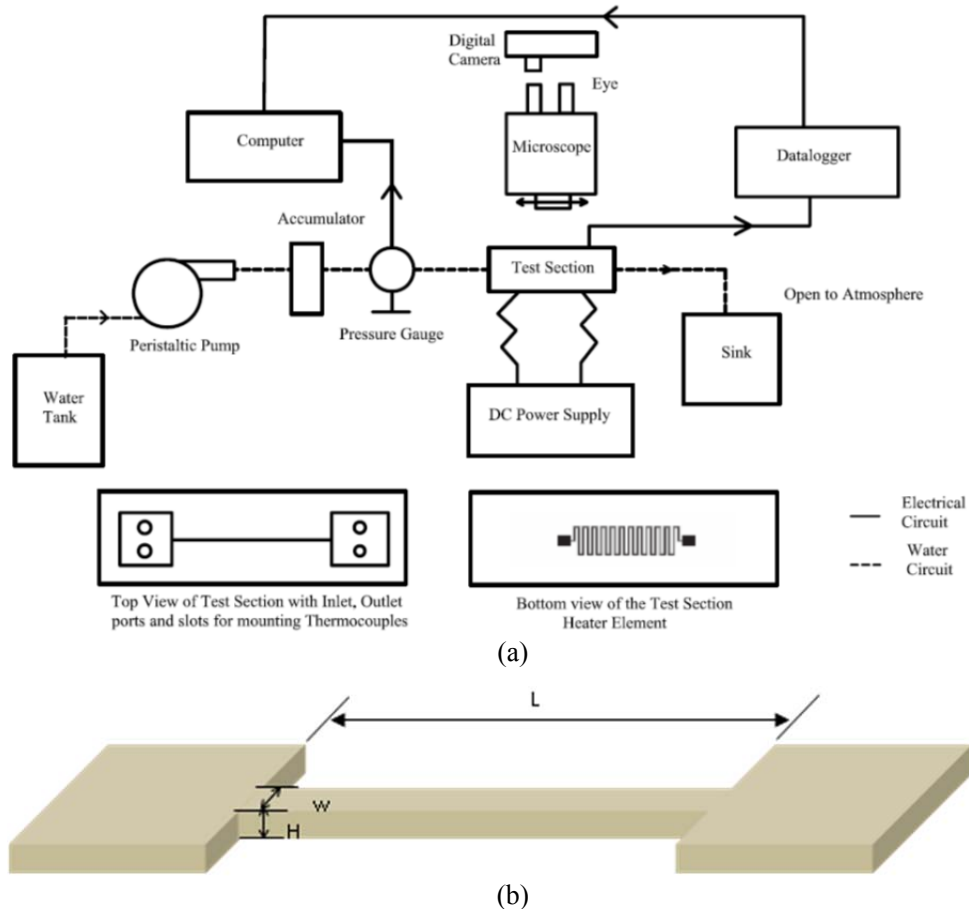 Digital
Camera
Eye
Computer
Microscope
Datalogger
Accumulator
Test Section
Open to Atmosphere
Pressure Gauge
Peristaltic Pump
Sink
Water
Tank
DC Power Supply
Electrical
Circuit
Water
Circuit
Top View of Test Section with Inlet, Outlet
ports and slots for mounting Thermocouples
Bottom view of the Test Section
Heater Element
(a)
L
W
H
(b)